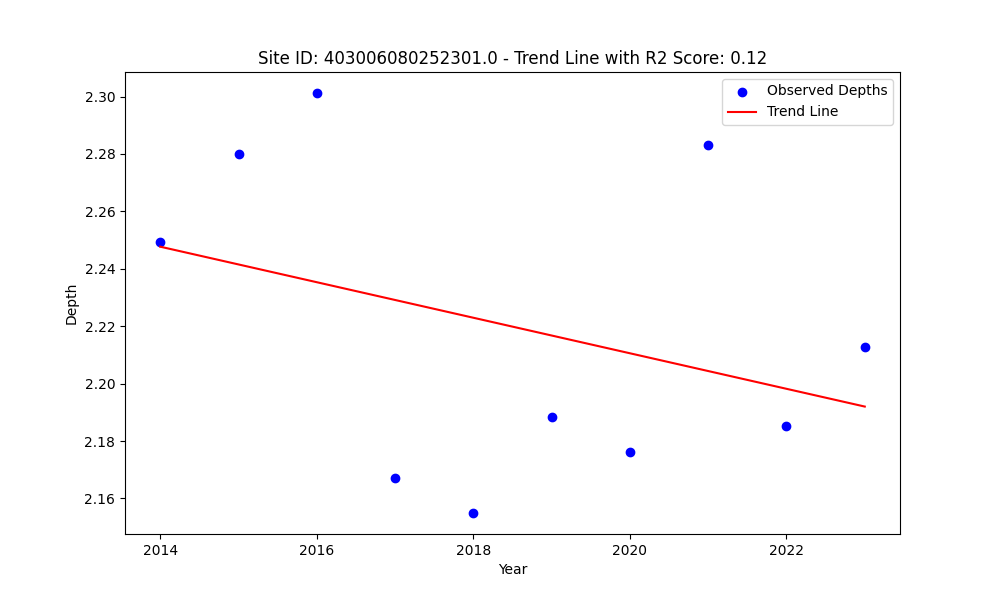 Site ID: 403006080252301.0 - Trend Line with R2 Score: 0.12
Observed Depths
Trend Line
2.30
2.28
2.26
2.24
2.22
2.20
2.18
2.16
Depth
2014
2016
2018
2020
2022
Year